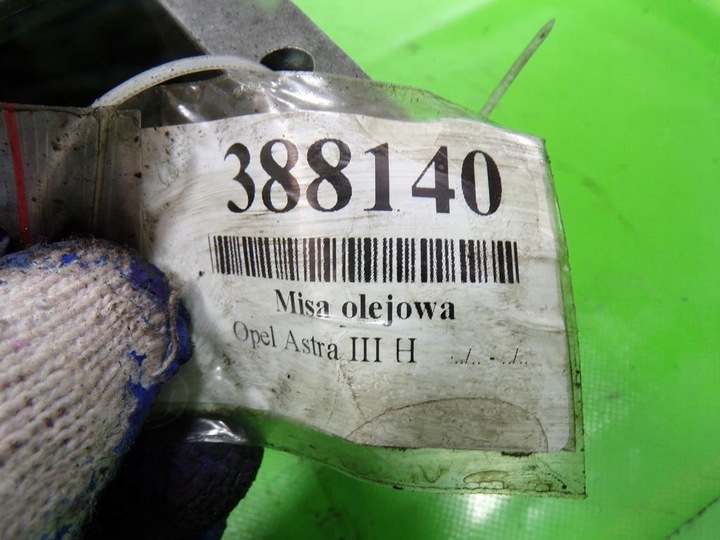 388140
Misa olejowa
Opel Astra III H ../.. - ../..